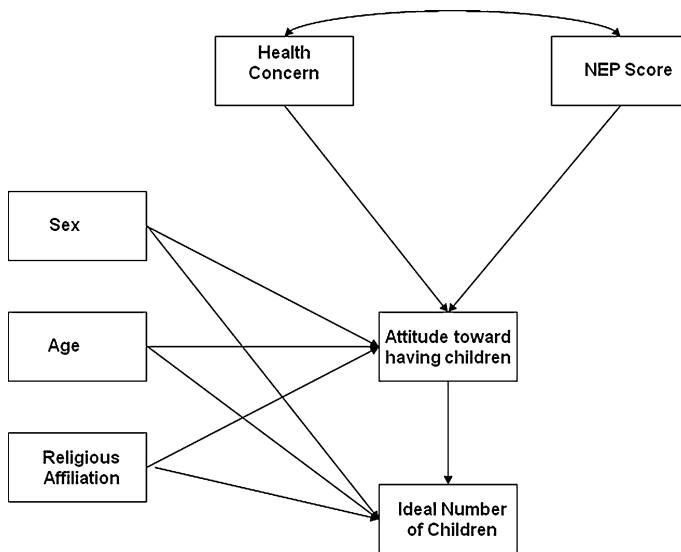 Health
Concern
NEP Score
Sex
Age
Attitude toward
having children
Religious
Affiliation
Ideal Number
of Children